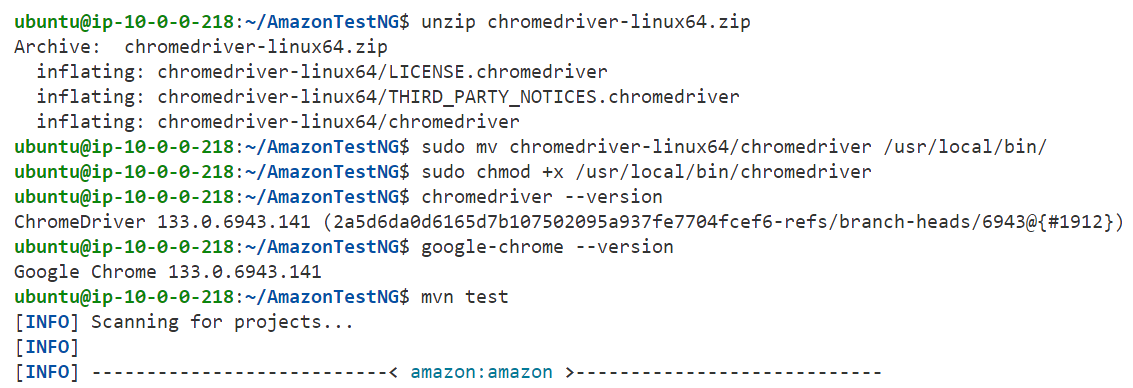 ubuntu@ip-10-0-0-218:~/AmazonTestNG$ unzip chromedriver-linux64.zip
Archive:  chromedriver-linux64.zip
  inflating: chromedriver-linux64/LICENSE.chromedriver
  inflating: chromedriver-linux64/THIRD_PARTY_NOTICES.chromedriver
  inflating: chromedriver-linux64/chromedriver
ubuntu@ip-10-0-0-218:~/AmazonTestNG$ sudo mv chromedriver-linux64/chromedriver /usr/local/bin/
ubuntu@ip-10-0-0-218:~/AmazonTestNG$ sudo chmod +x /usr/local/bin/chromedriver
ubuntu@ip-10-0-0-218:~/AmazonTestNG$ chromedriver --version
ChromeDriver 133.0.6943.141 (2a5d6da0d6165d7b107502095a937fe7704fcef6-refs/branch-heads/6943@{#1912})
ubuntu@ip-10-0-0-218:~/AmazonTestNG$ google-chrome --version
Google Chrome 133.0.6943.141
ubuntu@ip-10-0-0-218:~/AmazonTestNG$ mvn test
[INFO] Scanning for projects...
[INFO]
[INFO] ---------------------------< amazon:amazon >----------------------------